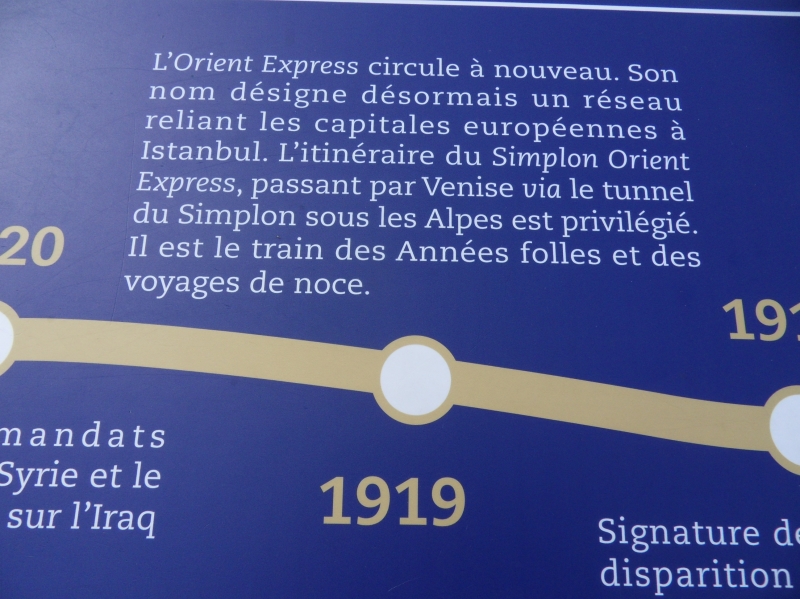 L'Orient Express circule à nouveau. Son
nom désigne désormais un réseau
reliant les capitales européennes à
Istanbul. L'itinéraire du Simplon Orient
Express, passant par Venise via le tunnel
du Simplon sous les Alpes est privilégié.
Il est le train des Années folles et des
voyages de noce.
20
191
mandats
Syrie et le
sur l'Iraq
1919
Signature de
disparition